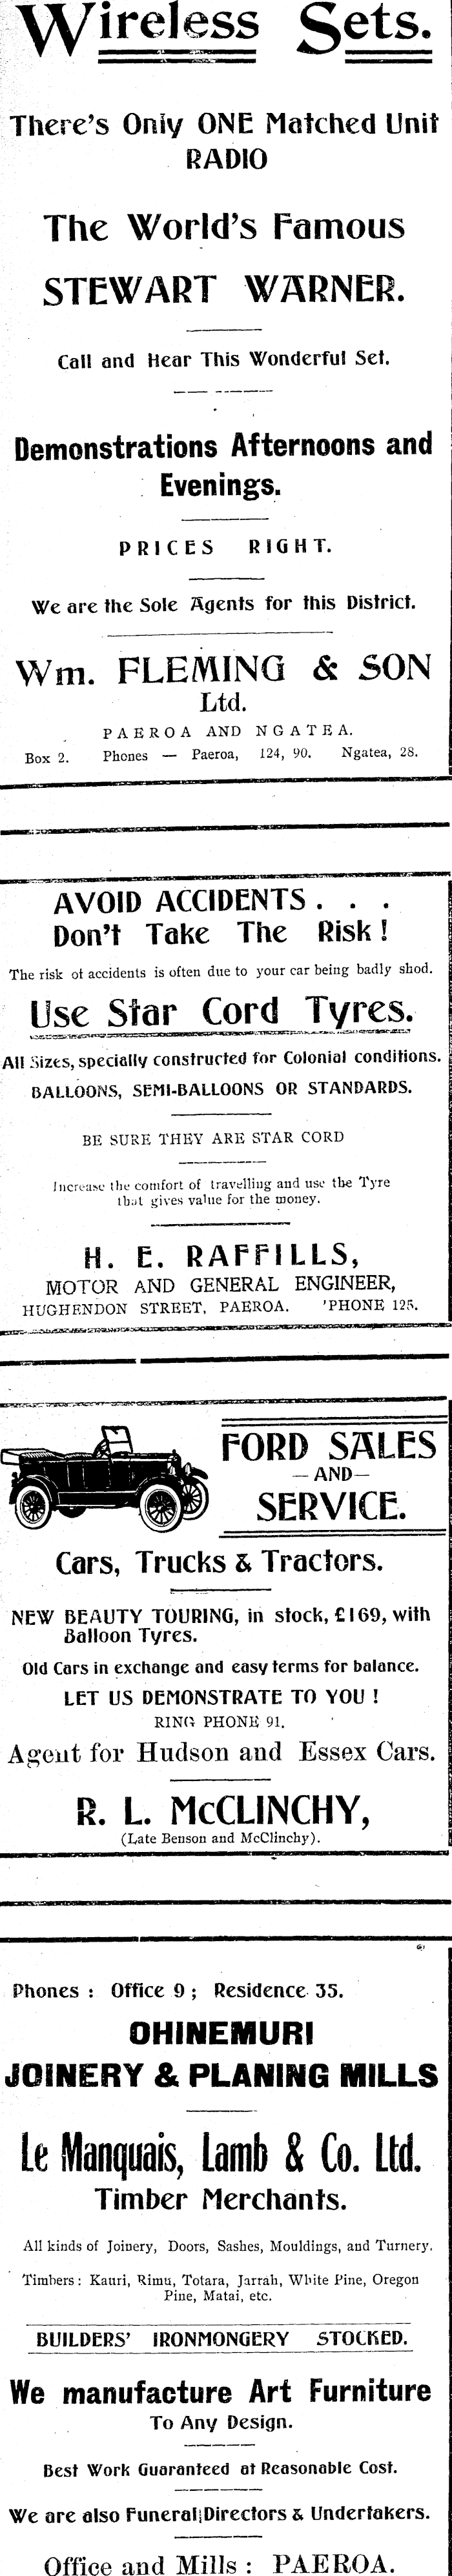 Wireless Sets.
There's Only ONE Matched Unit
RADIO
The World's Famous
STEWART WARNER.
Call and Hear This Wonderful Set.
Demonstrations Afternoons and
Evenings.
PRICES RIGHT.
We are the Sole Agents for this District.
Wm. FLEMING & SON
Ltd.
PAEROA AND NGATEA.
Box 2. Phones — Paeroa, 124, 90. Ngatea, 28.
AVOID ACCIDENTS . . .
Don't Take The Risk !
The risk of accidents is often due to your car being badly shod.
Use Star Cord Tyres.
All Sizes, specially constructed for Colonial conditions.
BALLOONS, SEMI-BALLOONS OR STANDARDS.
BE SURE THEY ARE STAR CORD
Increase the comfort of travelling and use the Tyre
that gives value for the money.
H. E. RAFFILLS,
MOTOR AND GENERAL ENGINEER,
HUGHENDON STREET, PAEROA. 'PHONE 125.
FORD SALES
—AND—
SERVICE.
Cars, Trucks & Tractors.
NEW BEAUTY TOURING, in stock, £169, with
Balloon Tyres.
Old Cars in exchange and easy terms for balance.
LET US DEMONSTRATE TO YOU !
RING PHONE 91.
Agent for Hudson and Essex Cars.
R. L. McCLINCHY,
(Late Benson and McClinchy).
Phones : Office 9 ; Residence 35.
OHINEMURI
JOINERY & PLANING MILLS
Le Manquais, Lamb & Co. Ltd.
Timber Merchants.
All kinds of Joinery, Doors, Sashes, Mouldings, and Turnery.
Timbers : Kauri, Rimu, Totara, Jarrah, White Pine, Oregon
Pine, Matai, etc.
BUILDERS' IRONMONGERY STOCKED.
We manufacture Art Furniture
To Any Design.
Best Work Guaranteed at Reasonable Cost.
We are also Funeral Directors & Undertakers.
Office and Mills : PAEROA.